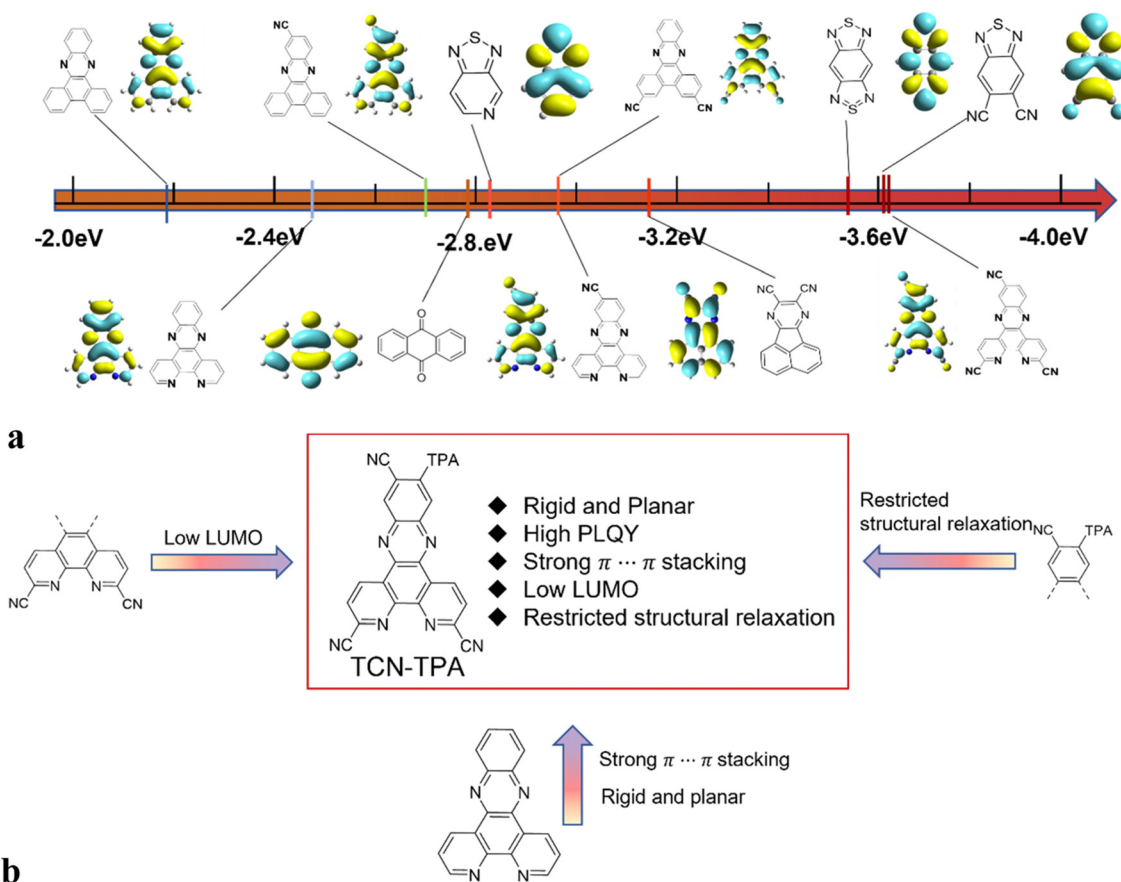 NC
S
N N
N
N
N
N
N
N
NC CN
S
N N
N N
S
S
N N
NC CN
-2.0eV
-2.4eV
-2.8.eV
-3.2eV
-3.6eV
-4.0eV
N
N
N N
O
O
NC
N
N
N N
NC CN
N N
NC
N N
N N
NC CN
a
NC TPA
N N
N N
NC CN
TCN-TPA
◆ Rigid and Planar
◆ High PLQY
◆ Strong π ··· π stacking
◆ Low LUMO
◆ Restricted structural relaxation
Low LUMO
N N
NC CN
Restricted
structural relaxation
NC TPA
N N
N N
Strong π ··· π stacking
Rigid and planar
b